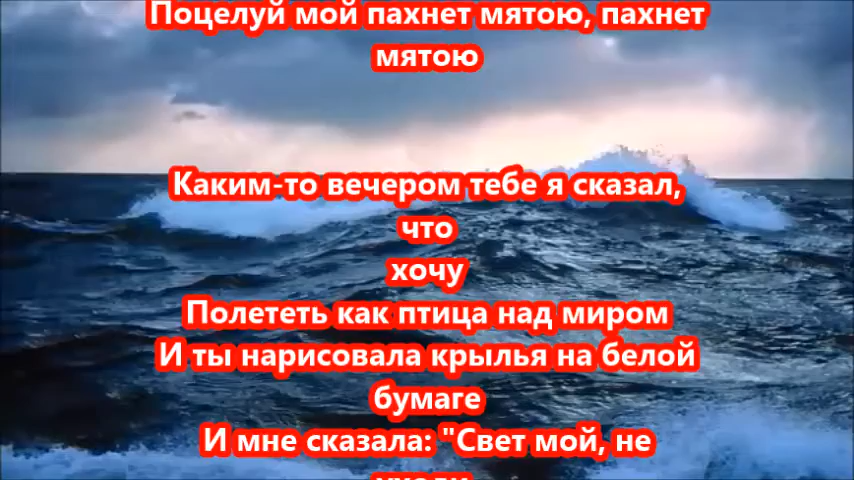 Поцелуй мой пахнет мятою, пахнет
мятою
Каким-то вечером тебе я сказал,
что
хочу
Полететь как птица над миром
И ты нарисовала крылья на белой
бумаге
И мне сказала: "Свет мой, не